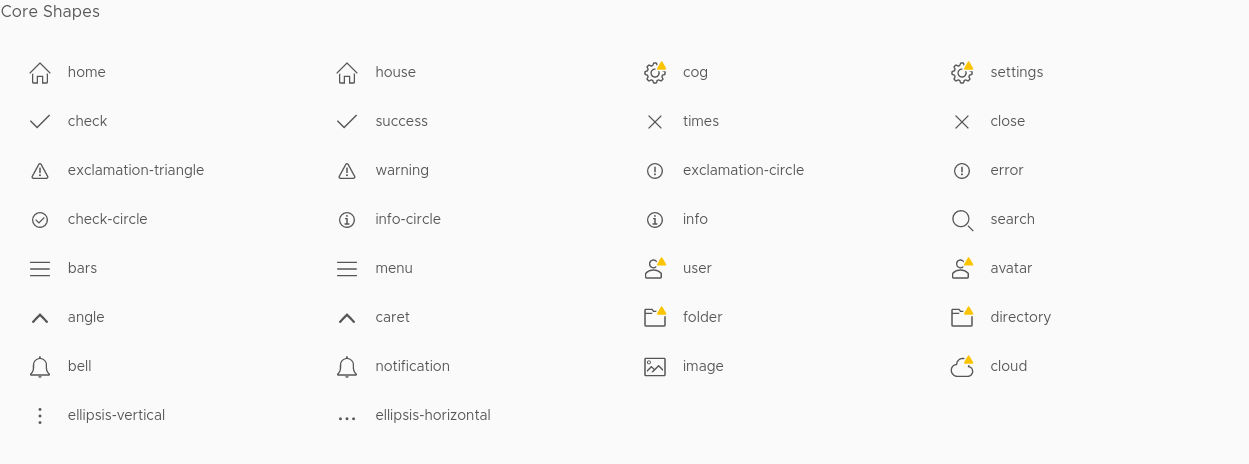 Core Shapes
home house cog settings
check success times close
exclamation-triangle warning exclamation-circle error
check-circle info-circle info search
bars menu user avatar
angle caret folder directory
bell notification image cloud
ellipsis-vertical ellipsis-horizontal